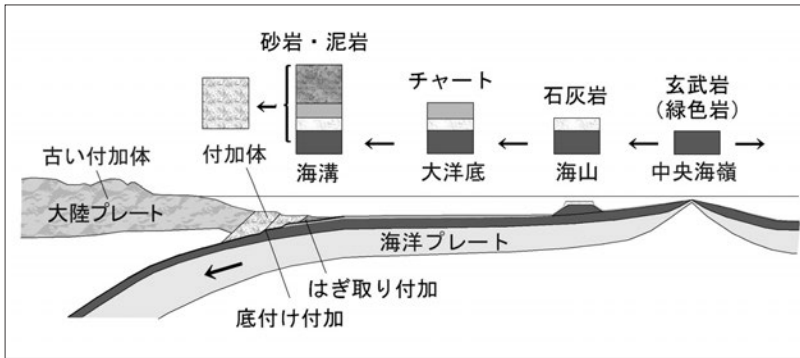 砂岩・泥岩
チャート
石灰岩
玄武岩
（緑色岩）
海溝
大洋底
海山
中央海嶺
古い付加体
付加体
大陸プレート
海洋プレート
はぎ取り付加
底付け付加